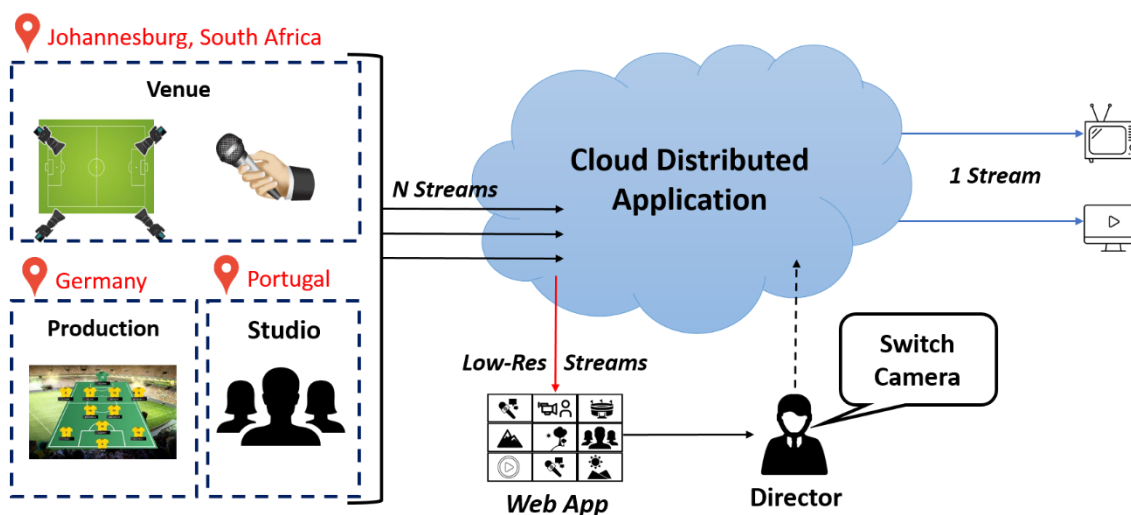 Johannesburg, South Africa
Venue
N Streams
Cloud Distributed
Application
1 Stream
Germany
Portugal
Production
Studio
Low-Res Streams
Switch
Camera
Web App
Director